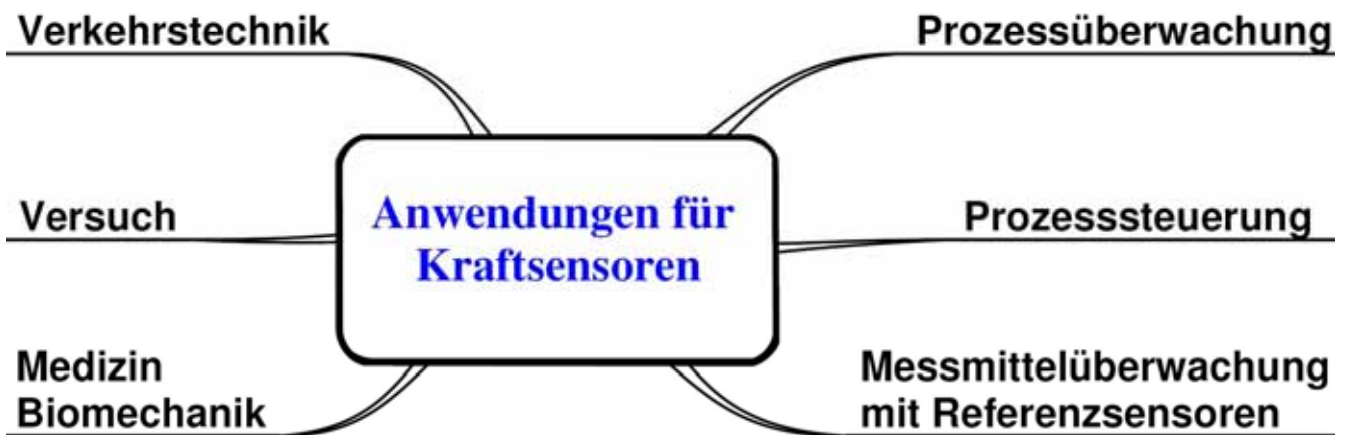 Verkehrstechnik
Prozessüberwachung
Anwendungen für
Kraftsensoren
Versuch
Prozesssteuerung
Medizin
Biomechanik
Messmittelüberwachung
mit Referenzsensoren